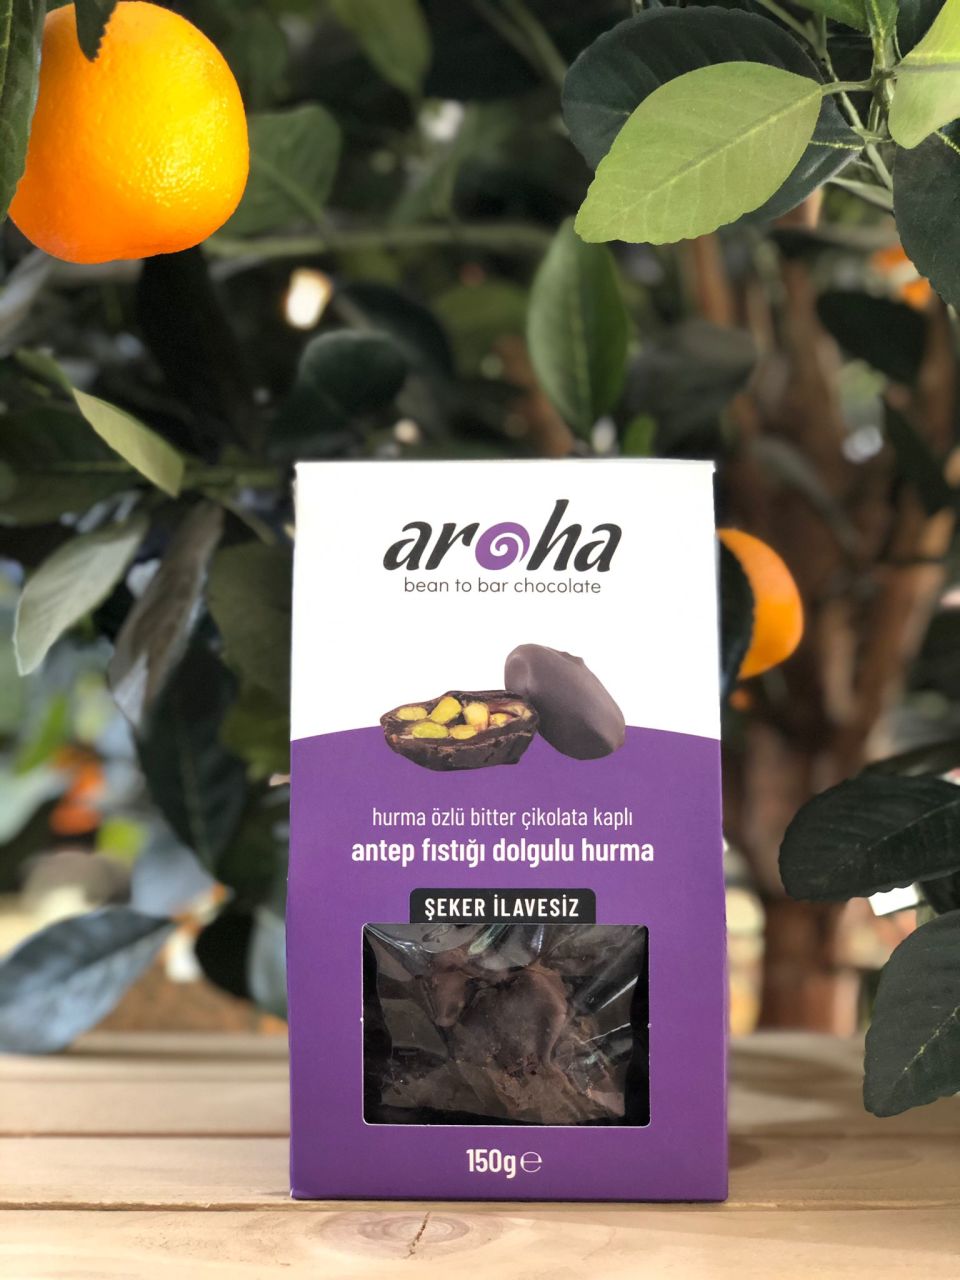 aroha
bean to bar chocolate
hurma özlü bitter çikolata kaplı
antep fıstığı dolgulu hurma
ŞEKER İLAVESİZ
150g ℮